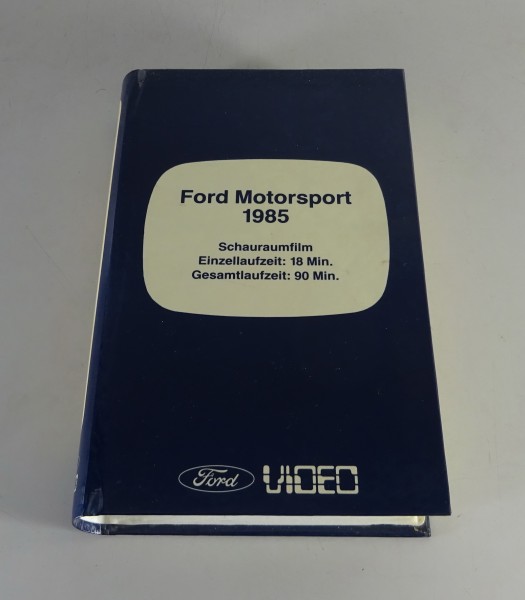 Ford Motorsport
1985
Schauraumfilm
Einzellaufzeit: 18 Min.
Gesamtlaufzeit: 90 Min.
Ford VIDEO